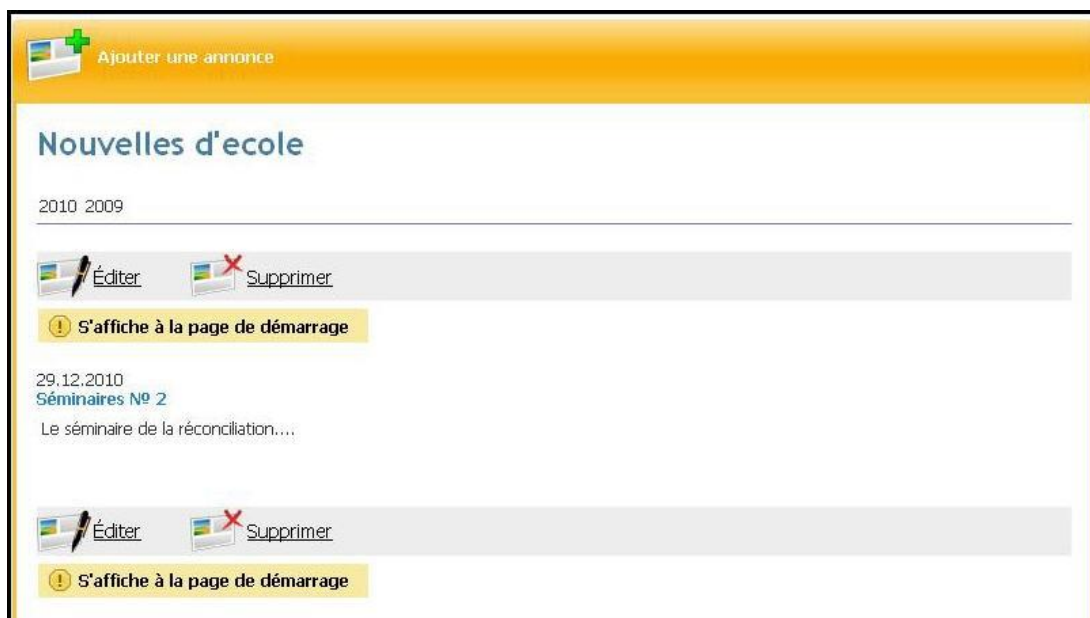 Ajouter une annonce
Nouvelles d'ecole
2010 2009
Éditer Supprimer
S'affiche à la page de démarrage
29.12.2010
Séminaires № 2
Le séminaire de la réconciliation....
Éditer Supprimer
S'affiche à la page de démarrage